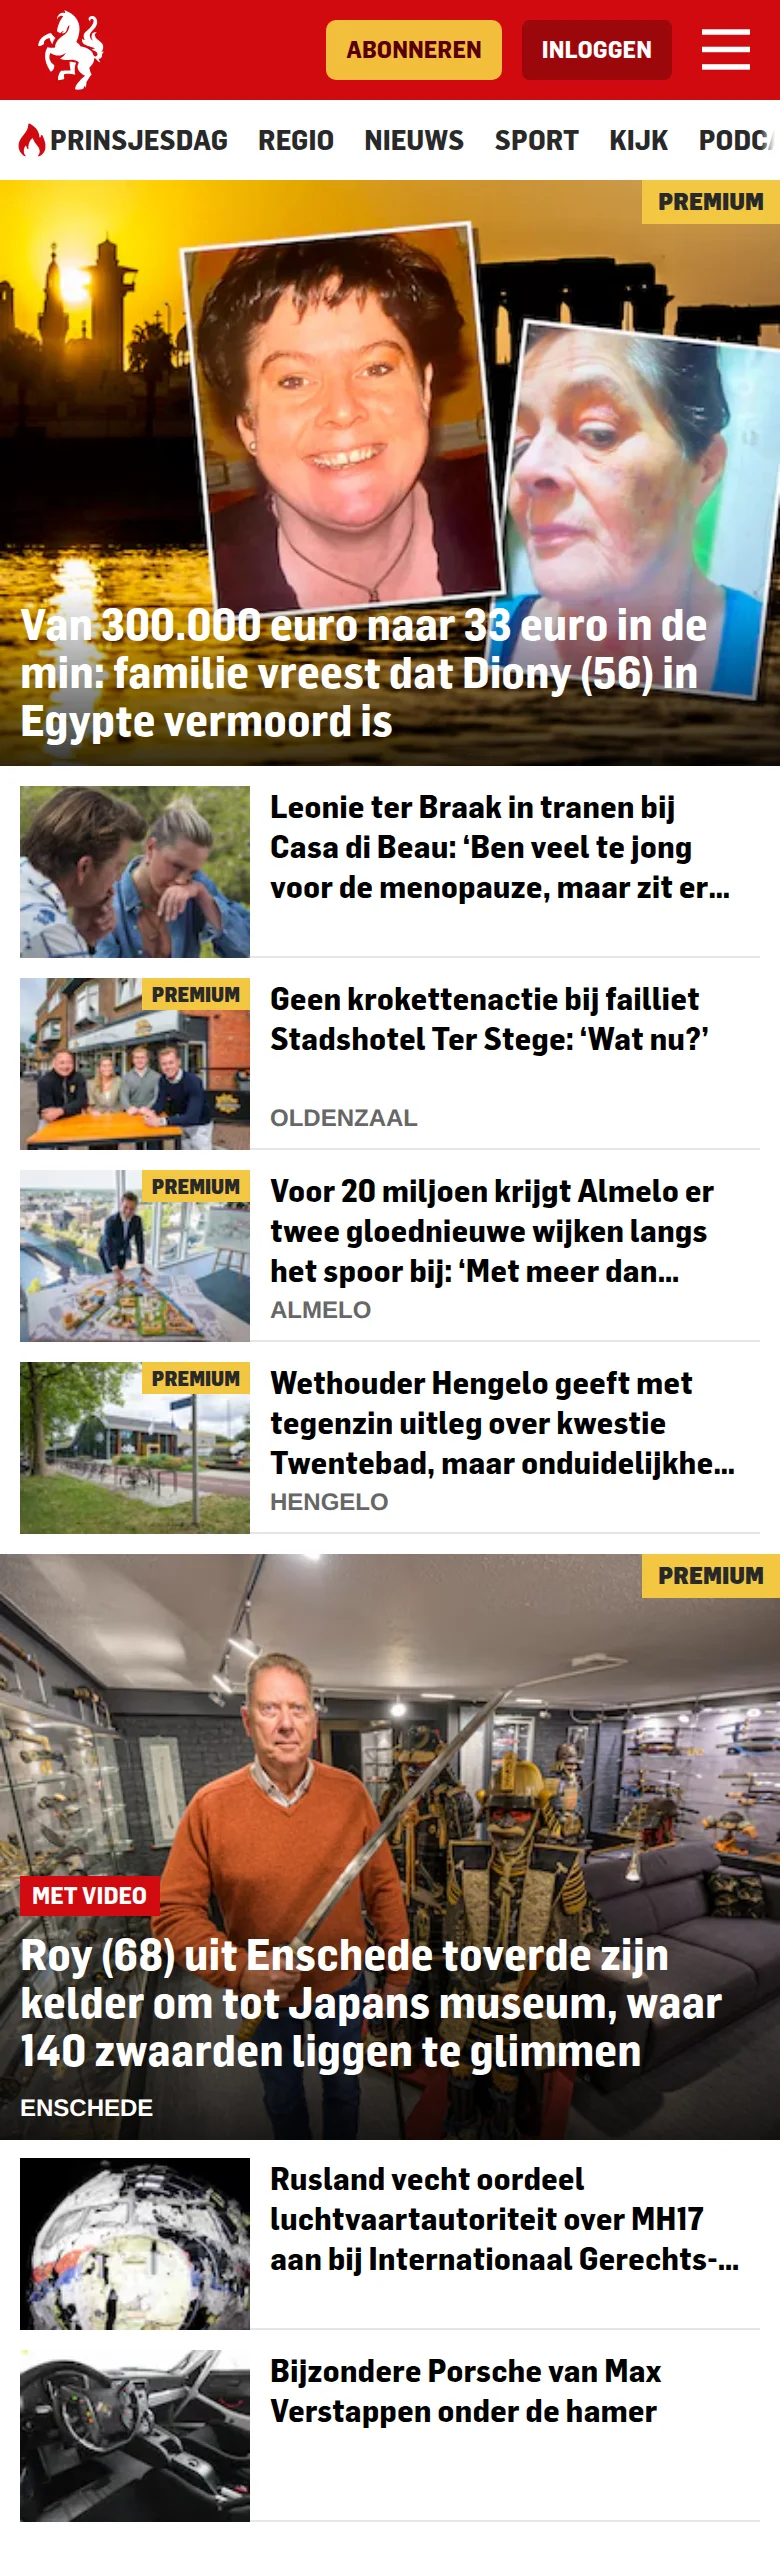 ABONNEREN
INLOGGEN
PRINSJESDAG REGIO NIEUWS SPORT KIJK PODCA
PREMIUM
Van 300.000 euro naar 33 euro in de
min: familie vreest dat Diony (56) in
Egypte vermoord is
Leonie ter Braak in tranen bij
Casa di Beau: ‘Ben veel te jong
voor de menopauze, maar zit er...
PREMIUM
Geen krokettenactie bij failliet
Stadshotel Ter Stege: ‘Wat nu?’
OLDENZAAL
PREMIUM
Voor 20 miljoen krijgt Almelo er
twee gloednieuwe wijken langs
het spoor bij: ‘Met meer dan...
ALMELO
PREMIUM
Wethouder Hengelo geeft met
tegenzin uitleg over kwestie
Twentebad, maar onduidelijkhe...
HENGELO
PREMIUM
MET VIDEO
Roy (68) uit Enschede toverde zijn
kelder om tot Japans museum, waar
140 zwaarden liggen te glimmen
ENSCHEDE
Rusland vecht oordeel
luchtvaartautoriteit over MH17
aan bij Internationaal Gerechts-...
Bijzondere Porsche van Max
Verstappen onder de hamer